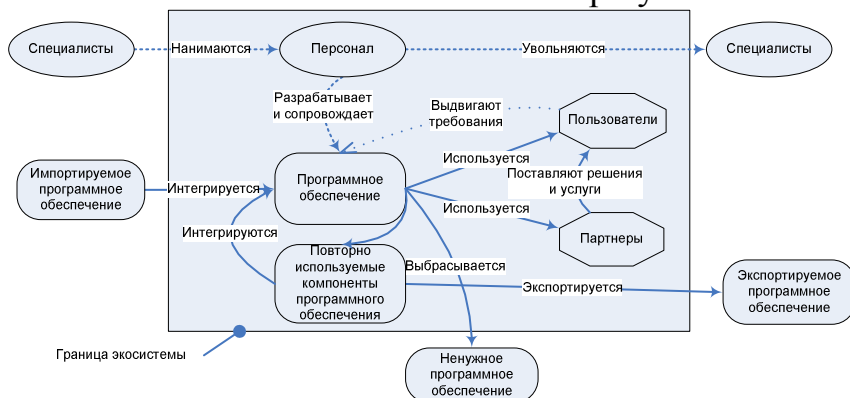 Специалисты
Нанимаются
Персонал
Увольняются
Специалисты
Разрабатывает
и сопровождает
Выдвигают
требования
Пользователи
Импортируемое
программное
обеспечение
Интегрируется
Программное
обеспечение
Используется
Поставляют решения
и услуги
Используется
Интегрируются
Партнеры
Повторно
используемые
компоненты
программного
обеспечения
Выбрасывается
Экспортируется
Экспортируемое
программное
обеспечение
Граница экосистемы
Ненужное
программное
обеспечение